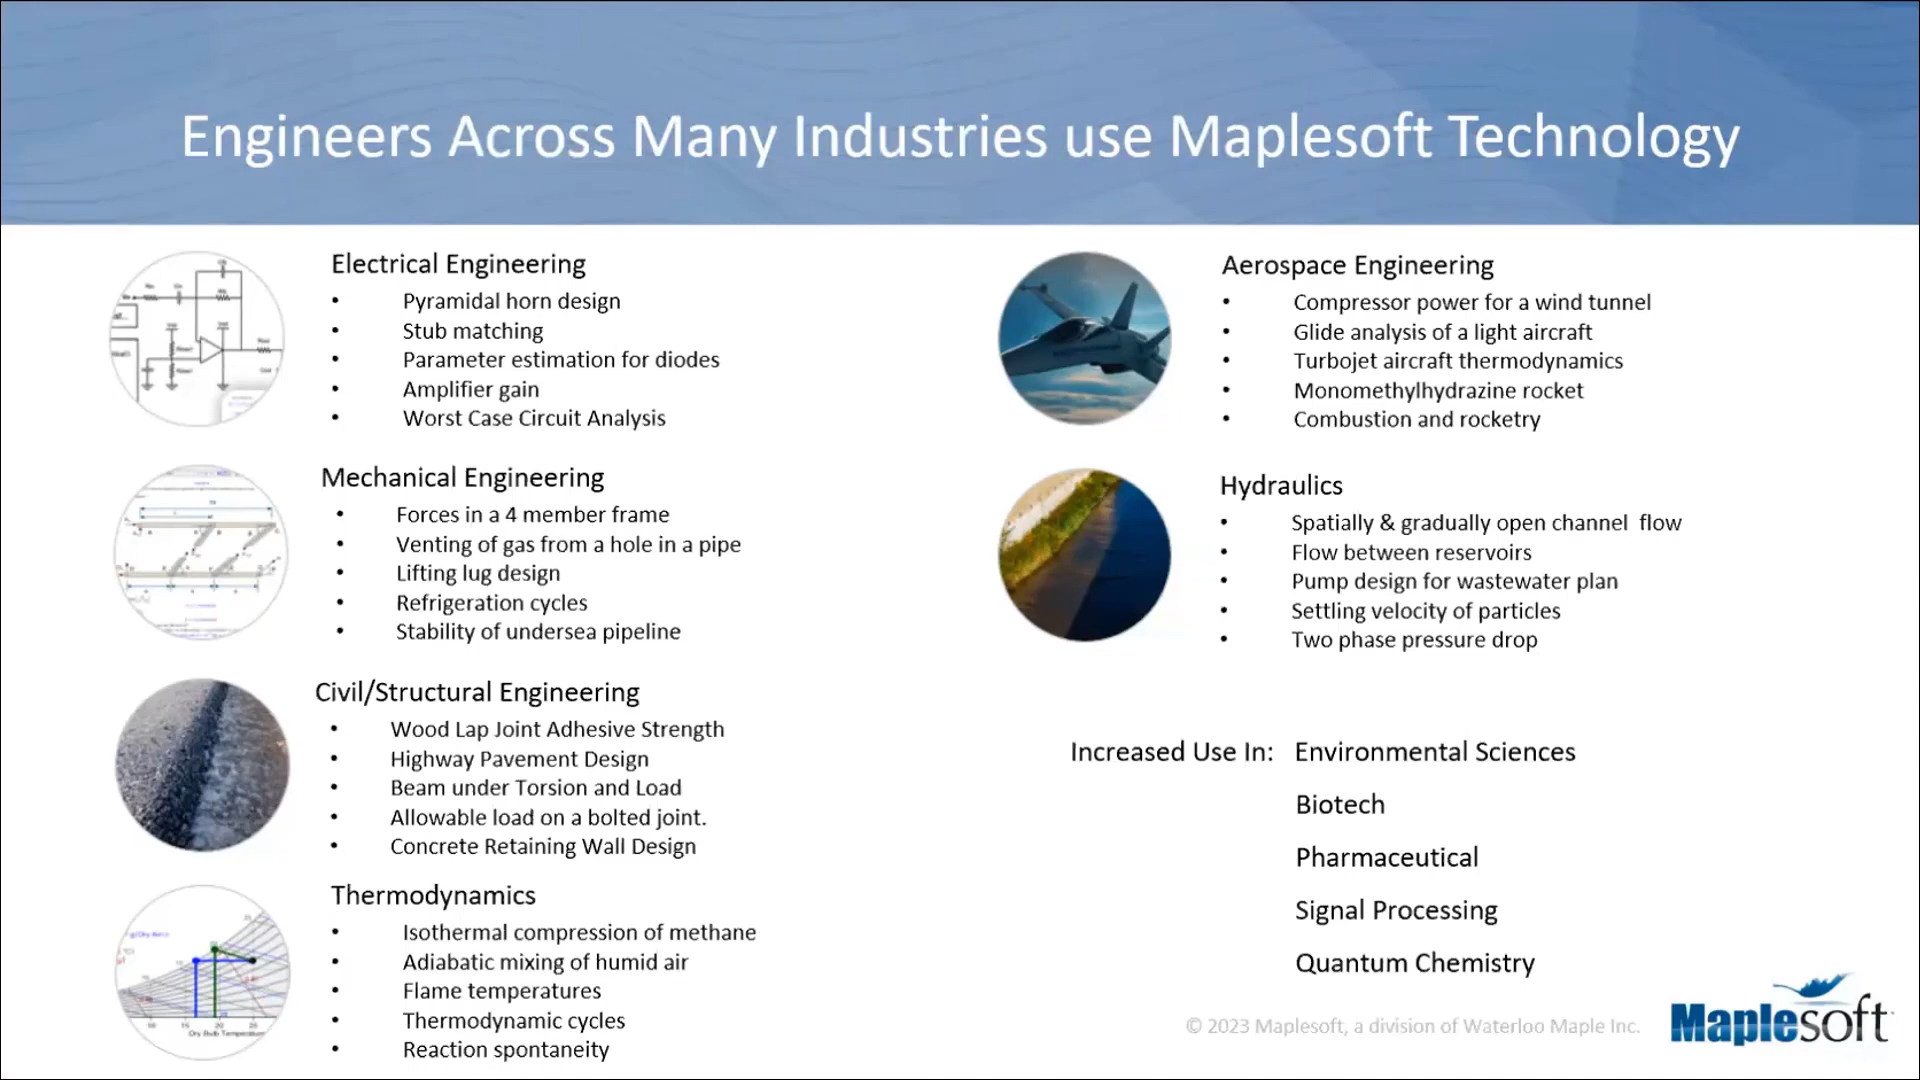 Engineers Across Many Industries use Maplesoft Technology
Electrical Engineering
• Pyramidal horn design
• Stub matching
• Parameter estimation for diodes
• Amplifier gain
• Worst Case Circuit Analysis
Mechanical Engineering
• Forces in a 4 member frame
• Venting of gas from a hole in a pipe
• Lifting lug design
• Refrigeration cycles
• Stability of undersea pipeline
Civil/Structural Engineering
• Wood Lap Joint Adhesive Strength
• Highway Pavement Design
• Beam under Torsion and Load
• Allowable load on a bolted joint.
• Concrete Retaining Wall Design
Thermodynamics
• Isothermal compression of methane
• Adiabatic mixing of humid air
• Flame temperatures
• Thermodynamic cycles
• Reaction spontaneity
10 15 20 25
Dry Bulb Temperature
Aerospace Engineering
• Compressor power for a wind tunnel
• Glide analysis of a light aircraft
• Turbojet aircraft thermodynamics
• Monomethylhydrazine rocket
• Combustion and rocketry
Hydraulics
• Spatially & gradually open channel flow
• Flow between reservoirs
• Pump design for wastewater plan
• Settling velocity of particles
• Two phase pressure drop
Increased Use In: Environmental Sciences
Biotech
Pharmaceutical
Signal Processing
Quantum Chemistry
© 2023 Maplesoft, a division of Waterloo Maple Inc.
Maplesoft